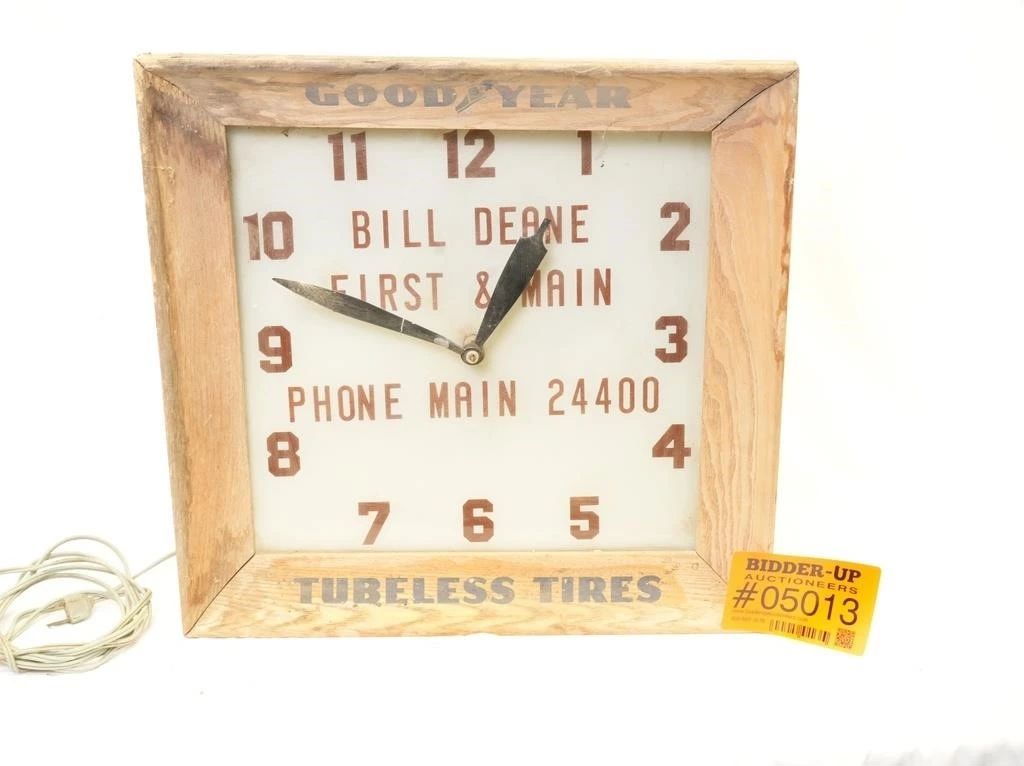 GOODYEAR
11 12 1
10 BILL DEANE 2
FIRST & MAIN
9 3
PHONE MAIN 24400
8 4
7 6 5
TUBELESS TIRES
BIDDER-UP
AUCTIONEERS
#05013